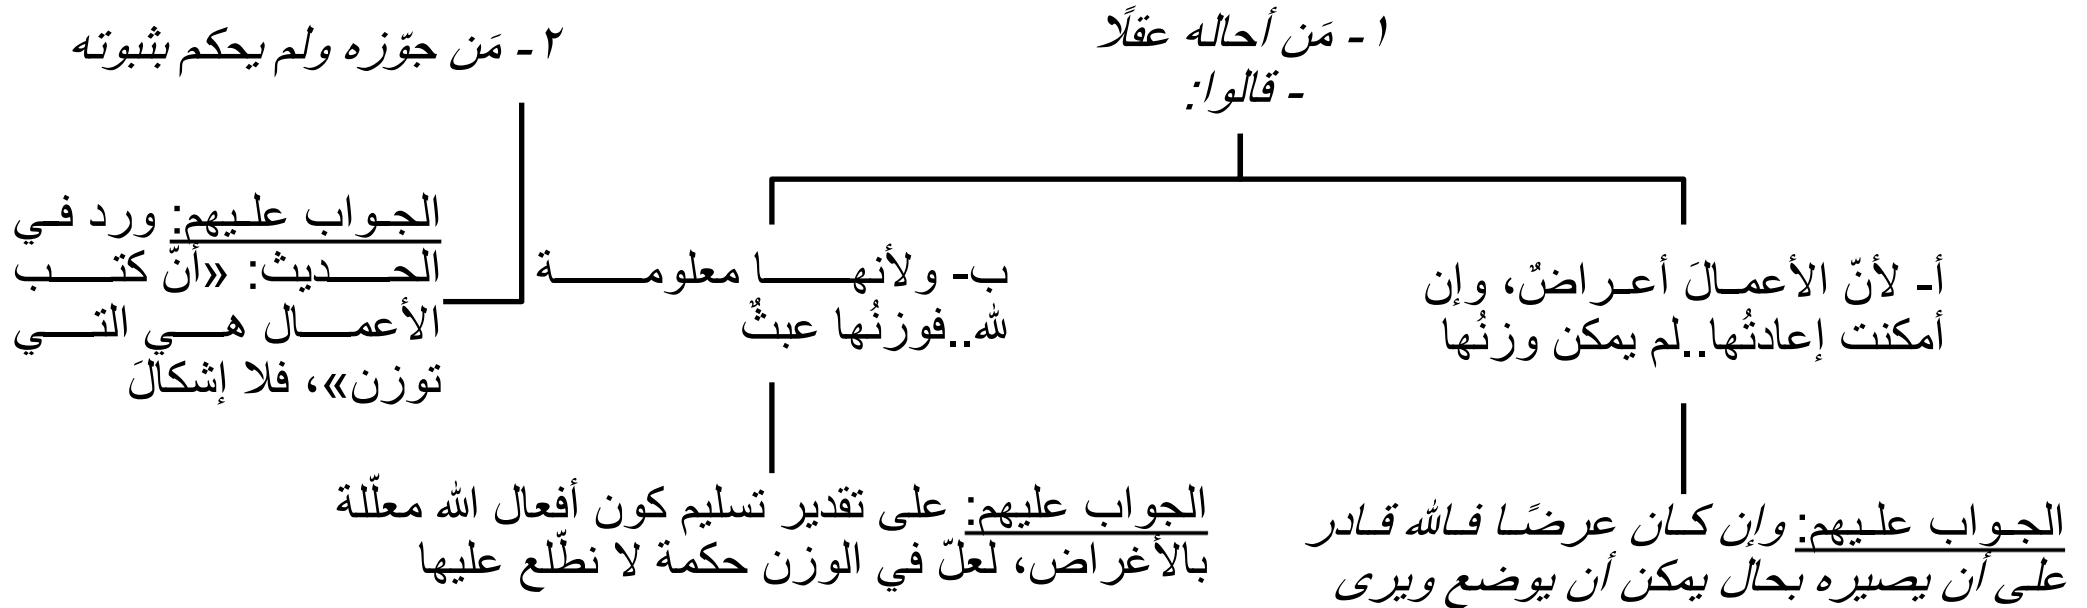 ١ - مَن أحاله عقلًا
- قالوا:
أ- لأنّ الأعمالَ أعراضٌ، وإن
أمكنت إعادتُها..لم يمكن وزنُها
الجواب عليهم: وإن كان عرضًا فالله قادر
على أن يصيره بحال يمكن أن يوضع ويرى
ب- ولأنها معلومة
لله..فوزنُها عبثٌ
الجواب عليهم: على تقدير تسليم كون أفعال الله معلّلة
بالأغراض، لعلّ في الوزن حكمة لا نطّلع عليها
٢ - مَن جوّزه ولم يحكم بثبوته
الجواب عليهم: ورد في
الحديث: «أنّ كتب
الأعمال هي التي
توزن»، فلا إشكالَ